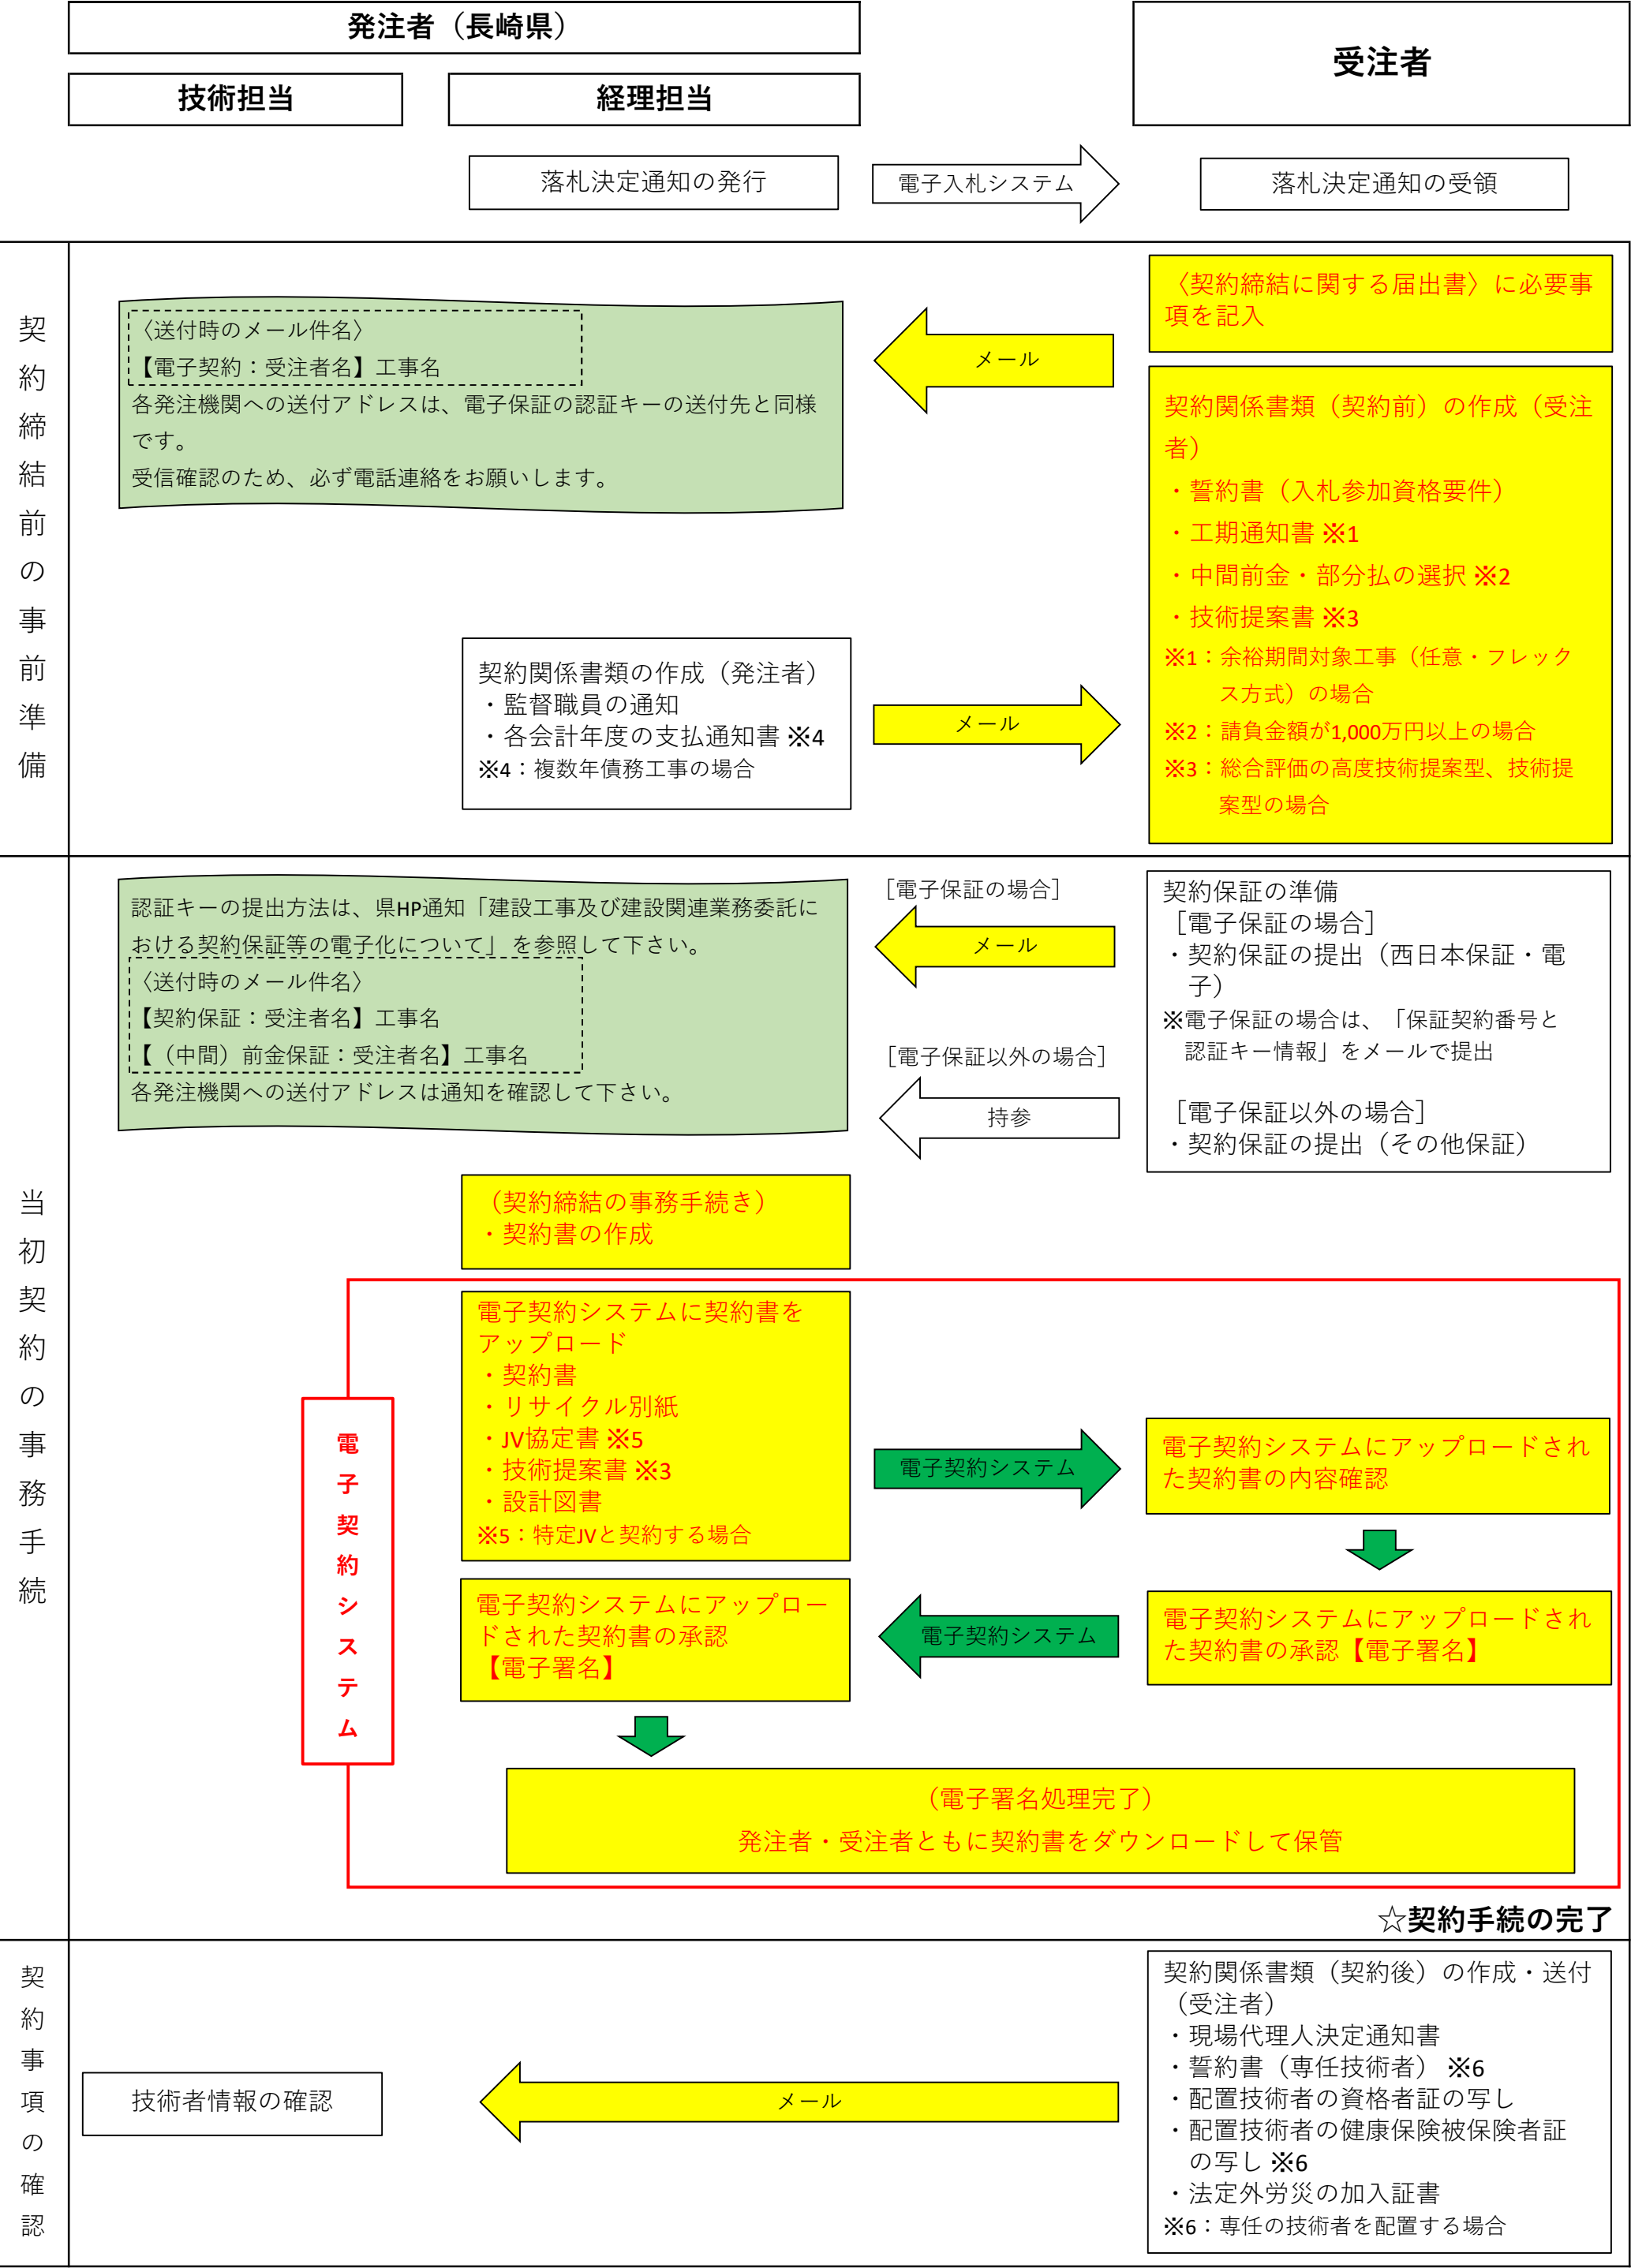 発注者（長崎県）
受注者
技術担当
経理担当
落札決定通知の発行
電子入札システム
落札決定通知の受領
契約締結前の事前準備
〈契約締結に関する届出書〉に必要事
項を記入
〈送付時のメール件名〉
【電子契約：受注者名】工事名
各発注機関への送付アドレスは、電子保証の認証キーの送付先と同様
です。
受信確認のため、必ず電話連絡をお願いします。
メール
契約関係書類（契約前）の作成（受注
者）
・誓約書（入札参加資格要件）
・工期通知書 ※1
・中間前金・部分払の選択 ※2
・技術提案書 ※3
※1：余裕期間対象工事（任意・フレック
ス方式）の場合
※2：請負金額が1,000万円以上の場合
※3：総合評価の高度技術提案型、技術提
案型の場合
契約関係書類の作成（発注者）
・監督職員の通知
・各会計年度の支払通知書 ※4
※4：複数年債務工事の場合
メール
当初契約の事務手続
認証キーの提出方法は、県HP通知「建設工事及び建設関連業務委託に
おける契約保証等の電子化について」を参照して下さい。
〈送付時のメール件名〉
【契約保証：受注者名】工事名
【（中間）前金保証：受注者名】工事名
各発注機関への送付アドレスは通知を確認して下さい。
［電子保証の場合］
メール
［電子保証以外の場合］
持参
契約保証の準備
［電子保証の場合］
・契約保証の提出（西日本保証・電
子）
※電子保証の場合は、「保証契約番号と
認証キー情報」をメールで提出
［電子保証以外の場合］
・契約保証の提出（その他保証）
（契約締結の事務手続き）
・契約書の作成
電子契約システム
電子契約システムに契約書を
アップロード
・契約書
・リサイクル別紙
・JV協定書 ※5
・技術提案書 ※3
・設計図書
※5：特定JVと契約する場合
電子契約システム
電子契約システムにアップロードされ
た契約書の内容確認
電子契約システムにアップロードされ
た契約書の承認【電子署名】
電子契約システム
電子契約システムにアップロー
ドされた契約書の承認
【電子署名】
（電子署名処理完了）
発注者・受注者ともに契約書をダウンロードして保管
☆契約手続の完了
契約事項の確認
契約関係書類（契約後）の作成・送付
（受注者）
・現場代理人決定通知書
・誓約書（専任技術者） ※6
・配置技術者の資格者証の写し
・配置技術者の健康保険被保険者証
の写し ※6
・法定外労災の加入証書
※6：専任の技術者を配置する場合
メール
技術者情報の確認